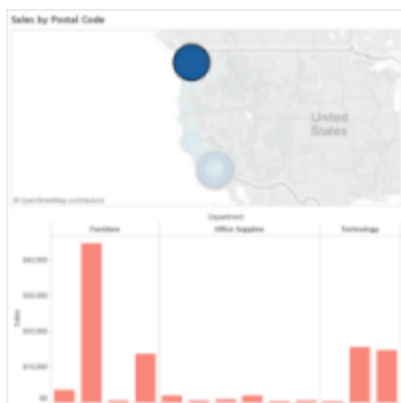 Sales by Postal Code
United
States
© OpenStreetMap contributors
Department
Furniture Office Supplies Technology
$40,000
$30,000
$20,000
$10,000
$0
Sales